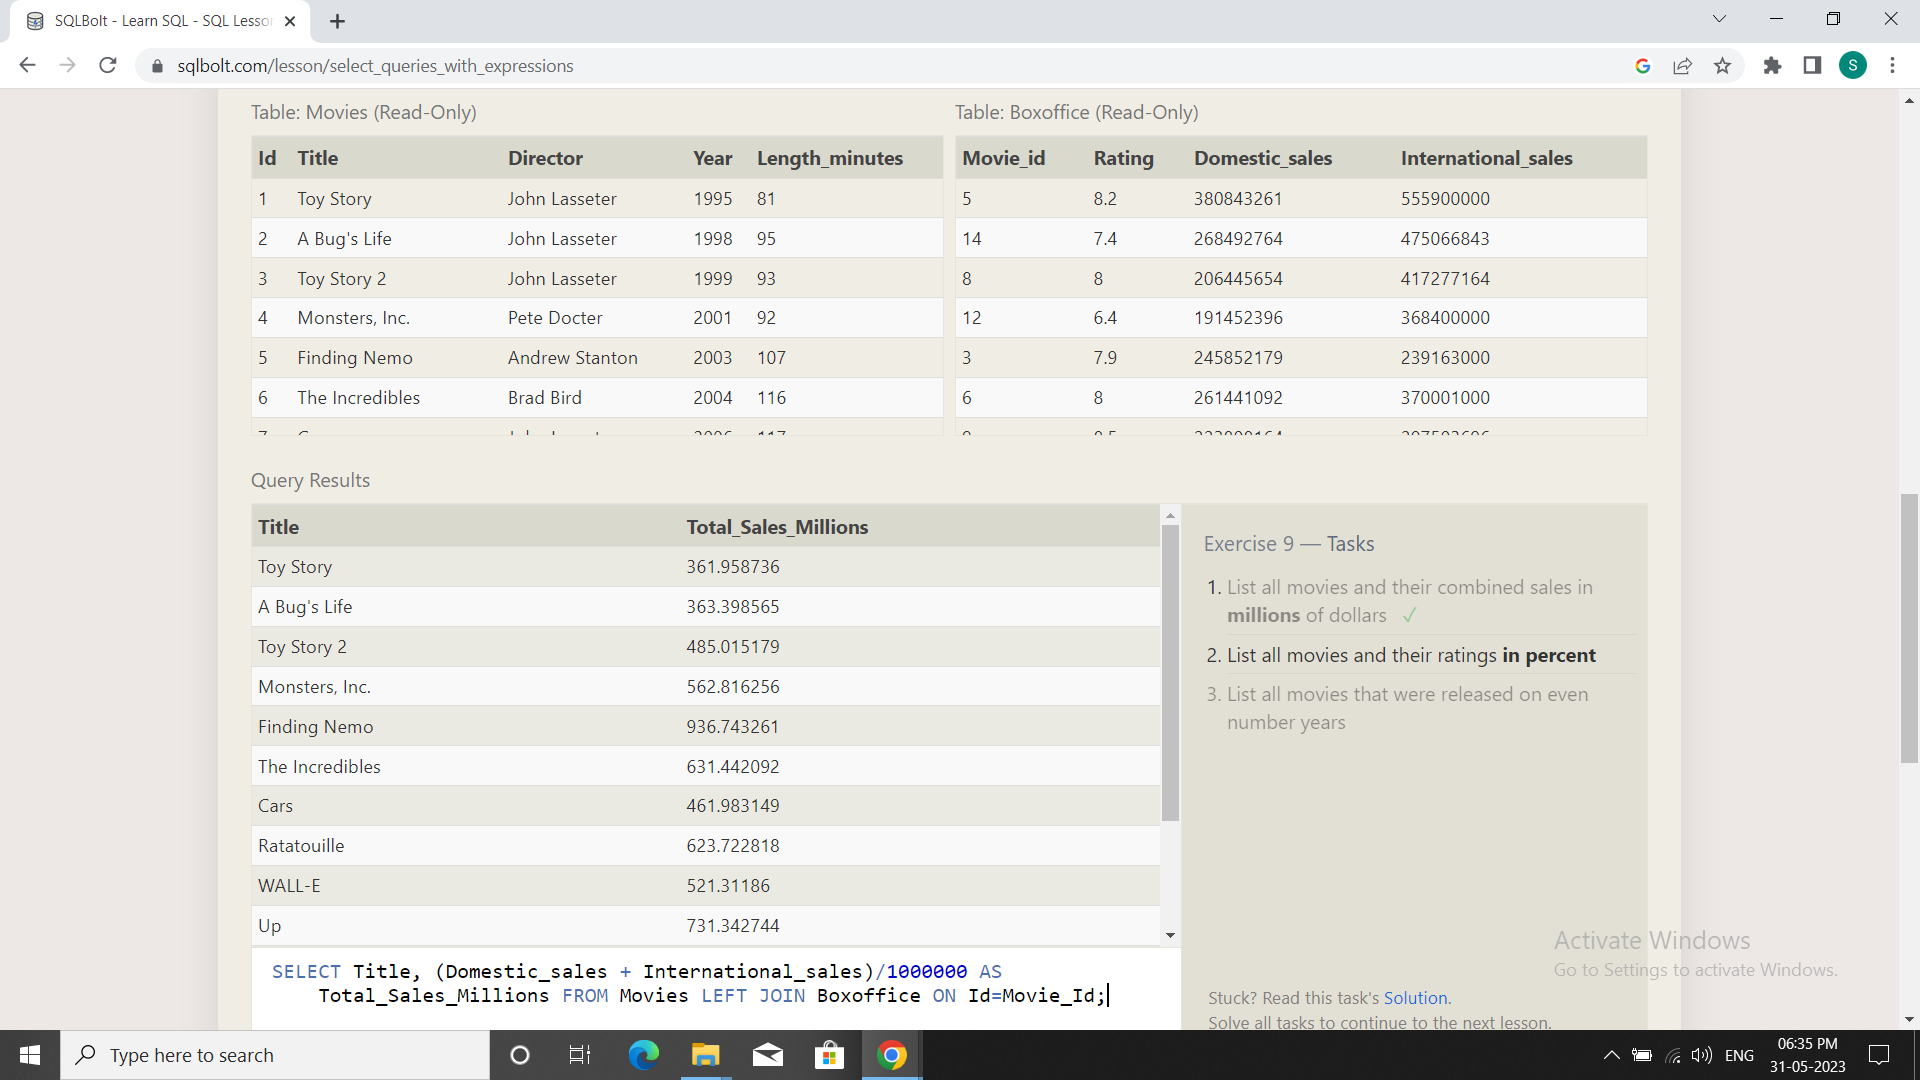 SQLBolt - Learn SQL - SQL Lesso
sqlbolt.com/lesson/select_queries_with_expressions
S
Table: Movies (Read-Only)
Id Title Director Year Length_minutes
1 Toy Story John Lasseter 1995 81
2 A Bug's Life John Lasseter 1998 95
3 Toy Story 2 John Lasseter 1999 93
4 Monsters, Inc. Pete Docter 2001 92
5 Finding Nemo Andrew Stanton 2003 107
6 The Incredibles Brad Bird 2004 116
Table: Boxoffice (Read-Only)
Movie_id Rating Domestic_sales International_sales
5 8.2 380843261 555900000
14 7.4 268492764 475066843
8 8 206445654 417277164
12 6.4 191452396 368400000
3 7.9 245852179 239163000
6 8 261441092 370001000
Query Results
Title Total_Sales_Millions
Toy Story 361.958736
A Bug's Life 363.398565
Toy Story 2 485.015179
Monsters, Inc. 562.816256
Finding Nemo 936.743261
The Incredibles 631.442092
Cars 461.983149
Ratatouille 623.722818
WALL-E 521.31186
Up 731.342744
SELECT Title, (Domestic_sales + International_sales)/1000000 AS
Total_Sales_Millions FROM Movies LEFT JOIN Boxoffice ON Id=Movie_Id;
Exercise 9 — Tasks
1. List all movies and their combined sales in
millions of dollars ✓
2. List all movies and their ratings in percent
3. List all movies that were released on even
number years
Activate Windows
Go to Settings to activate Windows.
Stuck? Read this task's Solution.
Solve all tasks to continue to the next lesson.
Type here to search
ENG
06:35 PM
31-05-2023